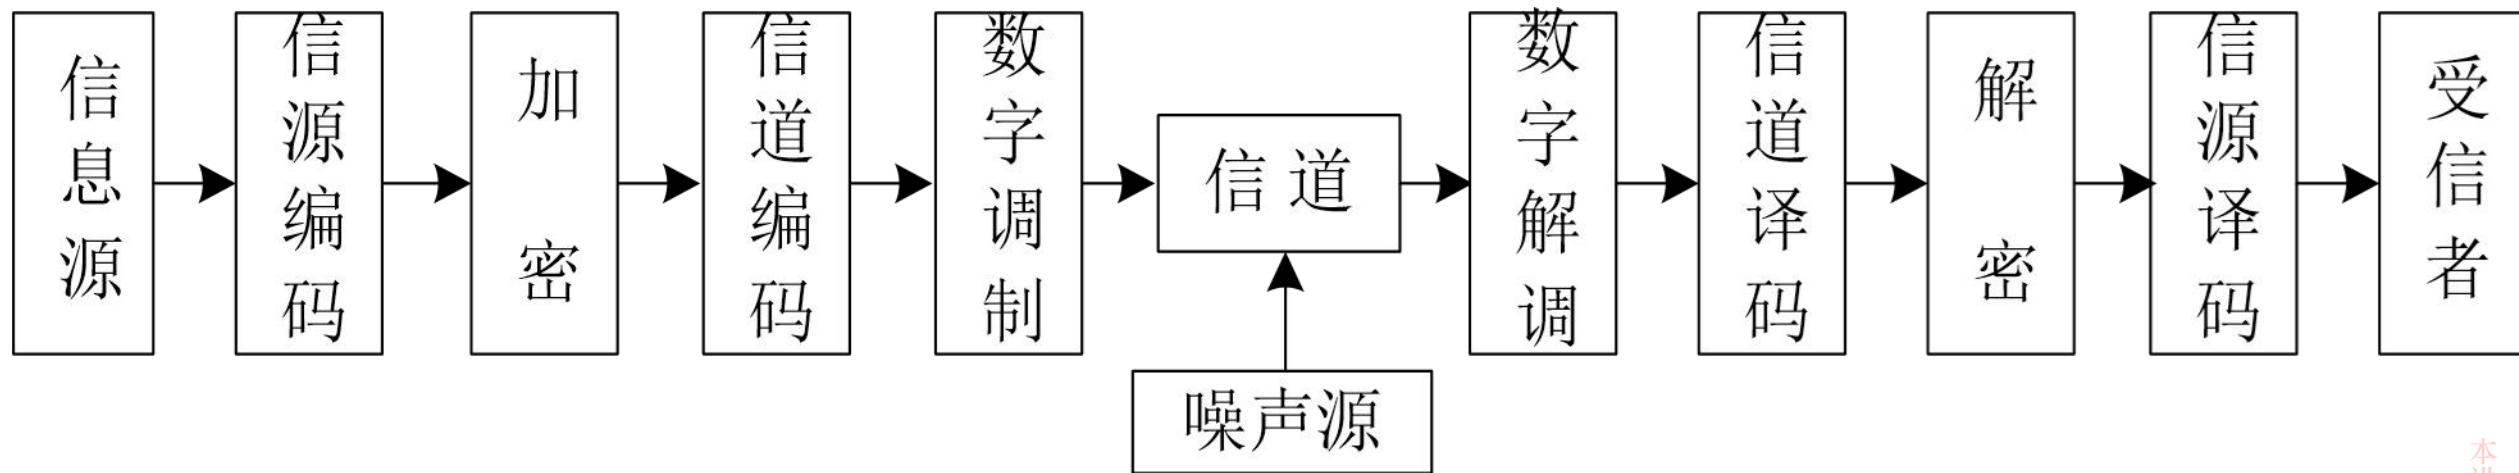 信息源
信源编码
加密
信道编码
数字调制
信道
噪声源
数字解调
信道译码
解密
信源译码
受信者
本